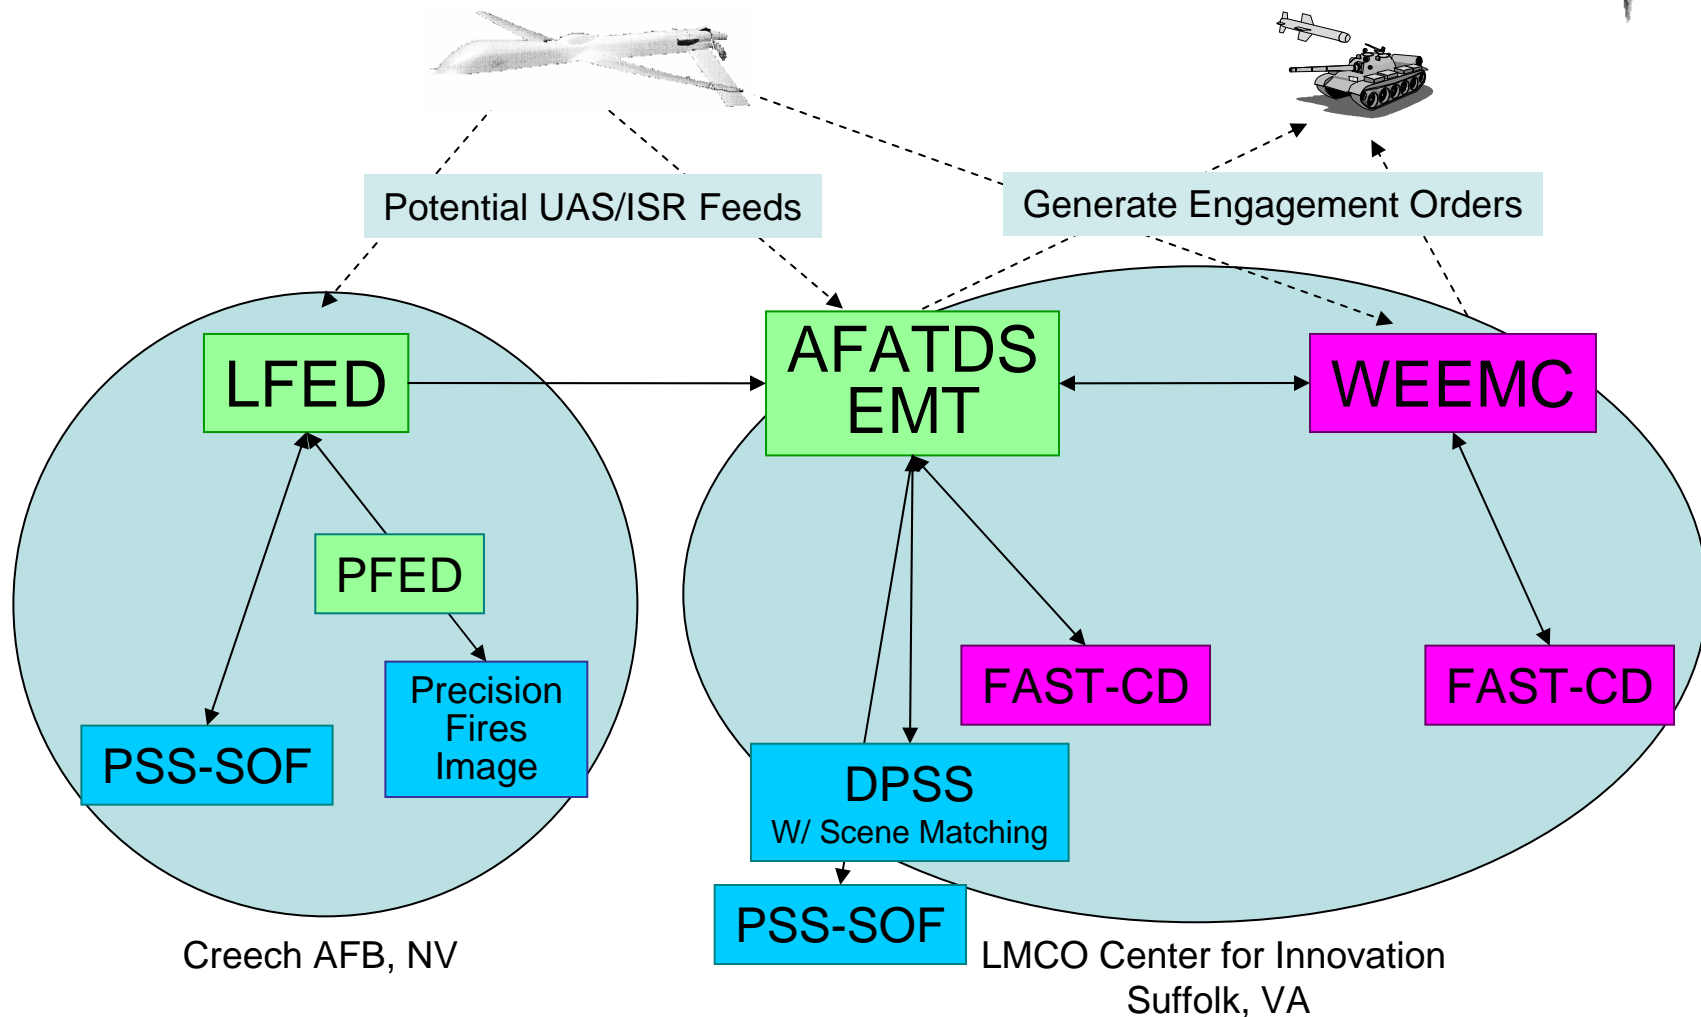 Potential UAS/ISR Feeds
Generate Engagement Orders
LFED
AFATDS
EMT
WEEMC
PFED
Precision
Fires
Image
PSS-SOF
FAST-CD
FAST-CD
DPSS
W/ Scene Matching
PSS-SOF
Creech AFB, NV
LMCO Center for Innovation
Suffolk, VA